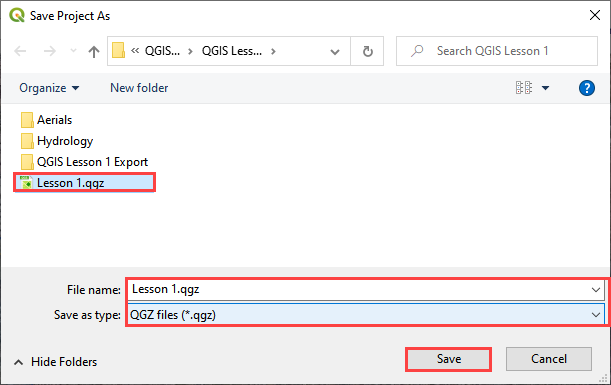 Save Project As
« QGIS... > QGIS Less... > Search QGIS Lesson 1
Organize New folder ?
Aerials
Hydrology
QGIS Lesson 1 Export
Lesson 1.qgz
File name: Lesson 1.qgz
Save as type: QGZ files (*.qgz)
Hide Folders Save Cancel